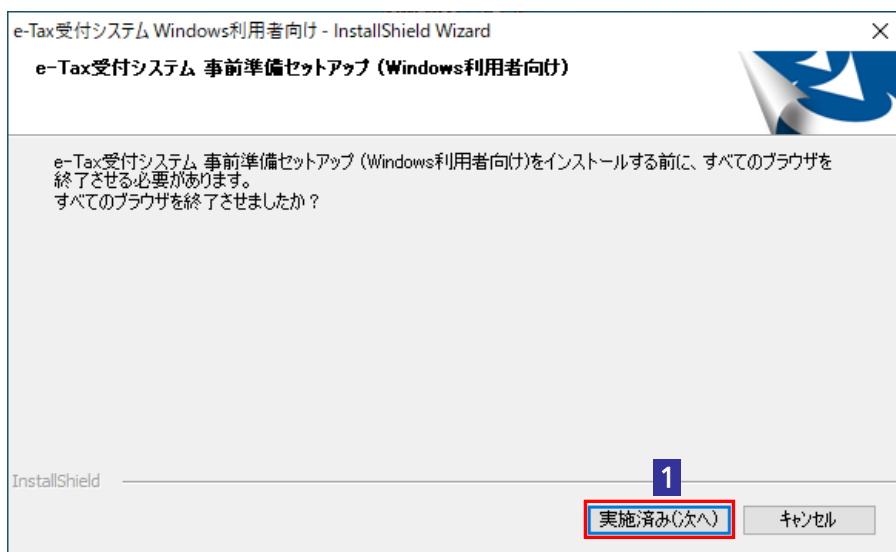 e-Tax受付システム Windows利用者向け - InstallShield Wizard
e-Tax受付システム 事前準備セットアップ (Windows利用者向け)
e-Tax受付システム 事前準備セットアップ (Windows利用者向け)をインストールする前に、すべてのブラウザを
終了させる必要があります。
すべてのブラウザを終了させましたか？
InstallShield
1
実施済み(次へ)
キャンセル